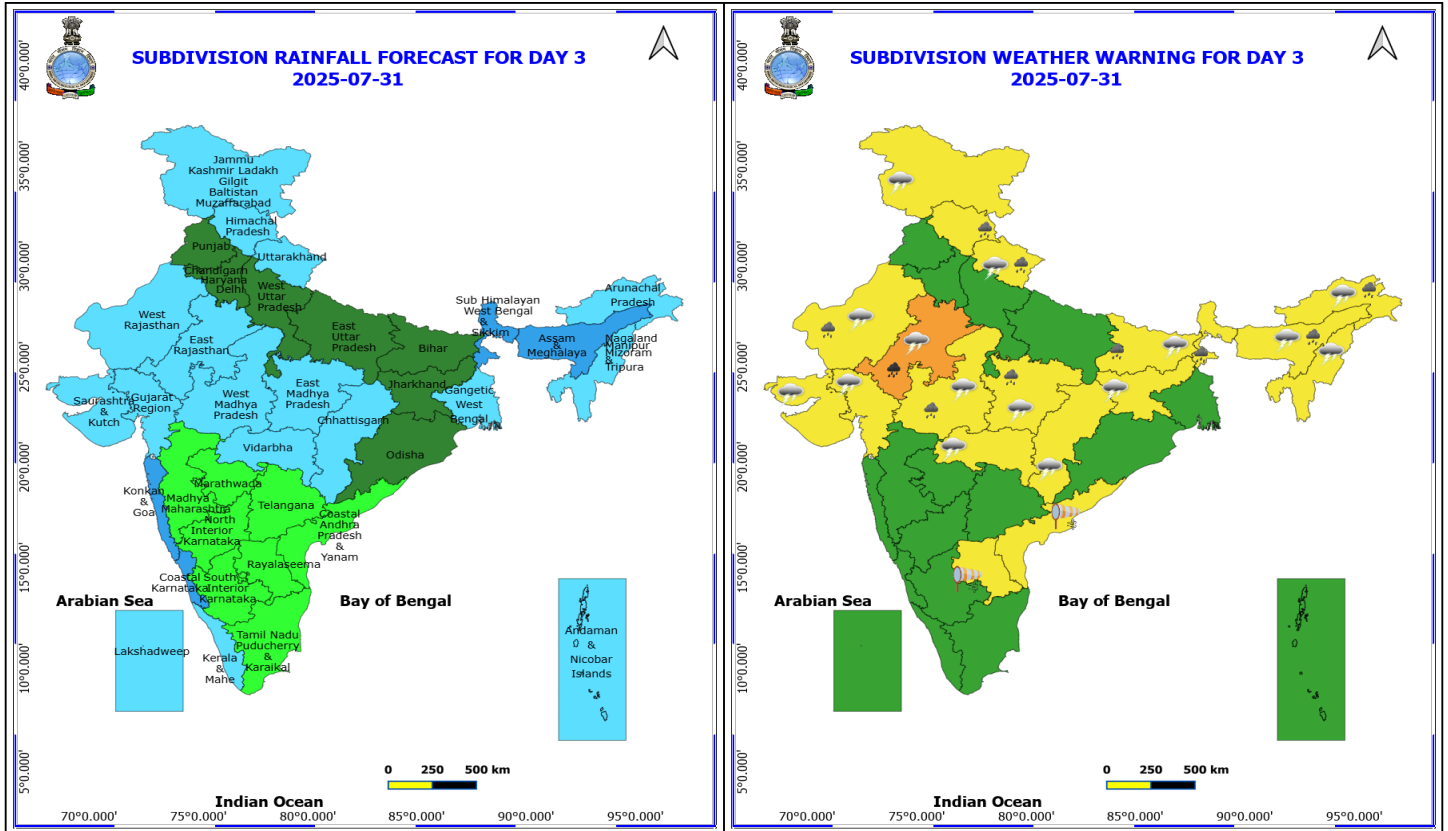 SUBDIVISION RAINFALL FORECAST FOR DAY 3
2025-07-31
40°0.000'
35°0.000'
30°0.000'
25°0.000'
20°0.000'
15°0.000'
10°0.000'
5°0.000'
Jammu
Kashmir Ladakh
Gilgit
Baltistan
Muzaffarabad
Himachal
Pradesh
Punjab
Uttarakhand
Chandigarh
Haryana
Delhi
West
Uttar
Pradesh
West
Rajasthan
East
Rajasthan
East
Uttar
Pradesh
Bihar
Sub Himalayan
West Bengal
&
Sikkim
Arunachal
Pradesh
Assam
&
Meghalaya
Nagaland
Manipur
Mizoram
&
Tripura
Saurashtra
&
Kutch
Gujarat
Region
West
Madhya
Pradesh
East
Madhya
Pradesh
Jharkhand
Gangetic
West
Bengal
Chhattisgarh
Vidarbha
Odisha
Konkan
&
Goa
Madhya
Maharashtra
Marathwada
Telangana
North
Interior
Karnataka
Coastal
Andhra
Pradesh
&
Yanam
Rayalaseema
Coastal
Karnataka
South
Interior
Karnataka
Arabian Sea
Bay of Bengal
Lakshadweep
Kerala
&
Mahe
Tamil Nadu
Puducherry
&
Karaikal
Andaman
&
Nicobar
Islands
0 250 500 km
Indian Ocean
70°0.000' 75°0.000' 80°0.000' 85°0.000' 90°0.000' 95°0.000'
SUBDIVISION WEATHER WARNING FOR DAY 3
2025-07-31
40°0.000'
35°0.000'
30°0.000'
25°0.000'
20°0.000'
15°0.000'
10°0.000'
5°0.000'
Arabian Sea
Bay of Bengal
0 250 500 km
Indian Ocean
70°0.000' 75°0.000' 80°0.000' 85°0.000' 90°0.000' 95°0.000'